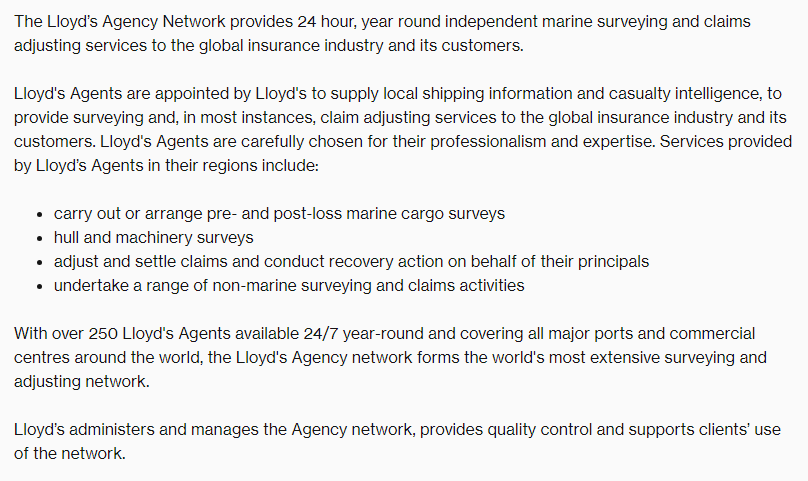 The Lloyd’s Agency Network provides 24 hour, year round independent marine surveying and claims
adjusting services to the global insurance industry and its customers.
Lloyd's Agents are appointed by Lloyd's to supply local shipping information and casualty intelligence, to
provide surveying and, in most instances, claim adjusting services to the global insurance industry and its
customers. Lloyd's Agents are carefully chosen for their professionalism and expertise. Services provided
by Lloyd’s Agents in their regions include:
• carry out or arrange pre- and post-loss marine cargo surveys
• hull and machinery surveys
• adjust and settle claims and conduct recovery action on behalf of their principals
• undertake a range of non-marine surveying and claims activities
With over 250 Lloyd's Agents available 24/7 year-round and covering all major ports and commercial
centres around the world, the Lloyd's Agency network forms the world's most extensive surveying and
adjusting network.
Lloyd’s administers and manages the Agency network, provides quality control and supports clients’ use
of the network.